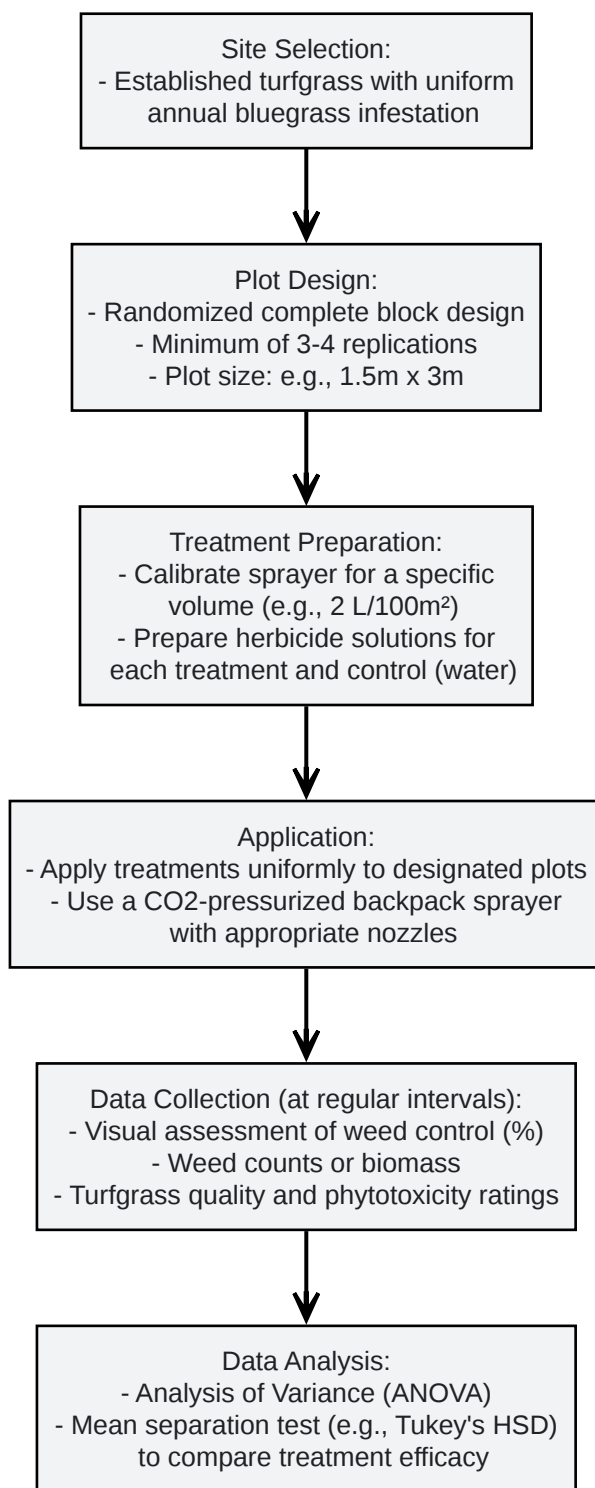 Site Selection:
- Established turfgrass with uniform
annual bluegrass infestation
Plot Design:
- Randomized complete block design
- Minimum of 3-4 replications
- Plot size: e.g., 1.5m x 3m
Treatment Preparation:
- Calibrate sprayer for a specific
volume (e.g., 2 L/100m²)
- Prepare herbicide solutions for
each treatment and control (water)
Application:
- Apply treatments uniformly to designated plots
- Use a CO2-pressurized backpack sprayer
with appropriate nozzles
Data Collection (at regular intervals):
- Visual assessment of weed control (%)
- Weed counts or biomass
- Turfgrass quality and phytotoxicity ratings
Data Analysis:
- Analysis of Variance (ANOVA)
- Mean separation test (e.g., Tukey's HSD)
to compare treatment efficacy